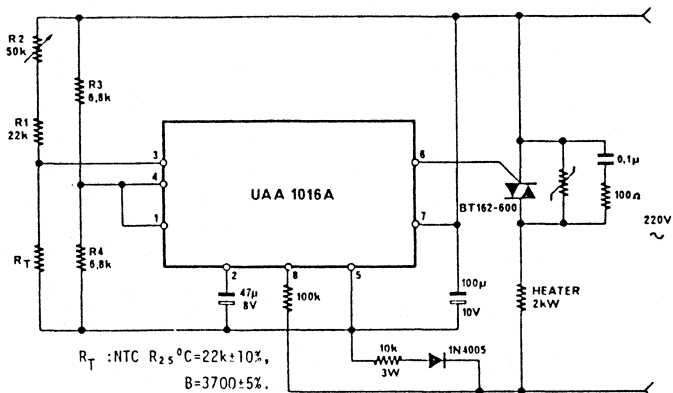 R2
50k
R3
6,8k
R1
22k
3
4
1
UAA 1016A
6
7
BT162-600
0,1µ
100Ω
220V
~
R4
6,8k
RT
2
8
5
47µ
8V
100k
100µ
10V
HEATER
2kW
10k
3W
1N4005
RT :NTC R25°C=22k±10%,
B=3700±5%.